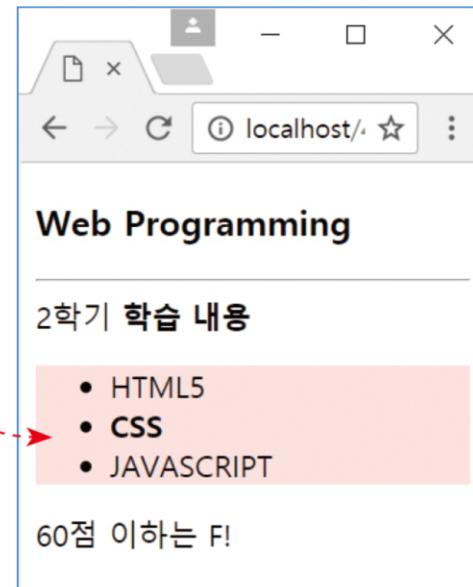 localhost/
Web Programming
2학기 학습 내용
HTML5
CSS
JAVASCRIPT
60점 이하는 F!